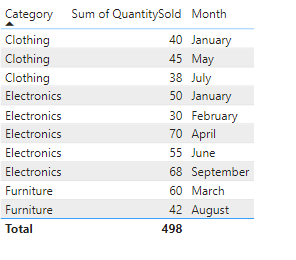 Category Sum of QuantitySold Month
Clothing 40 January
Clothing 45 May
Clothing 38 July
Electronics 50 January
Electronics 30 February
Electronics 70 April
Electronics 55 June
Electronics 68 September
Furniture 60 March
Furniture 42 August
Total 498